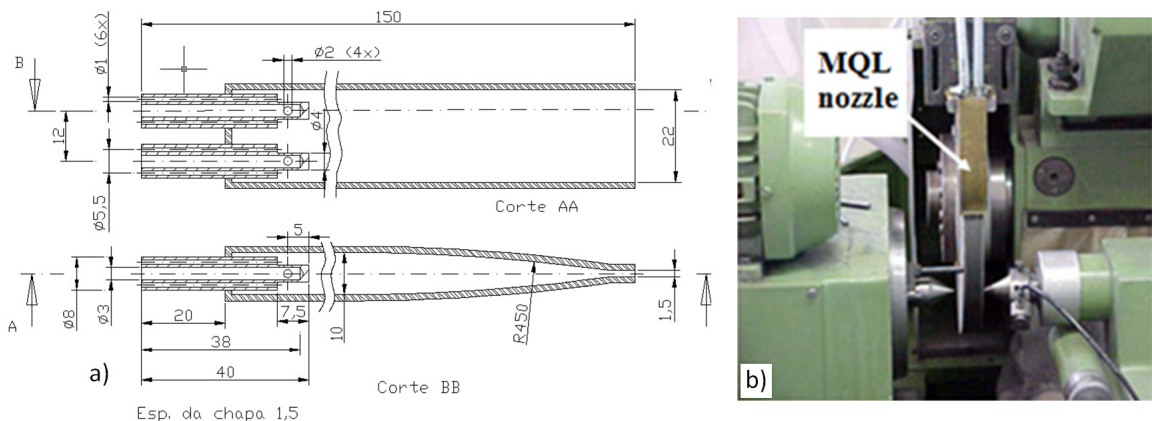 150
Ø1 (6x)
Ø2 (4x)
B
12
Ø4
22
Ø5,5
Corte AA
5
Ø8
Ø3
20
7,5
10
R450
1,5
A
38
40
a)
Corte BB
Esp. da chapa 1,5
MQL
nozzle
b)